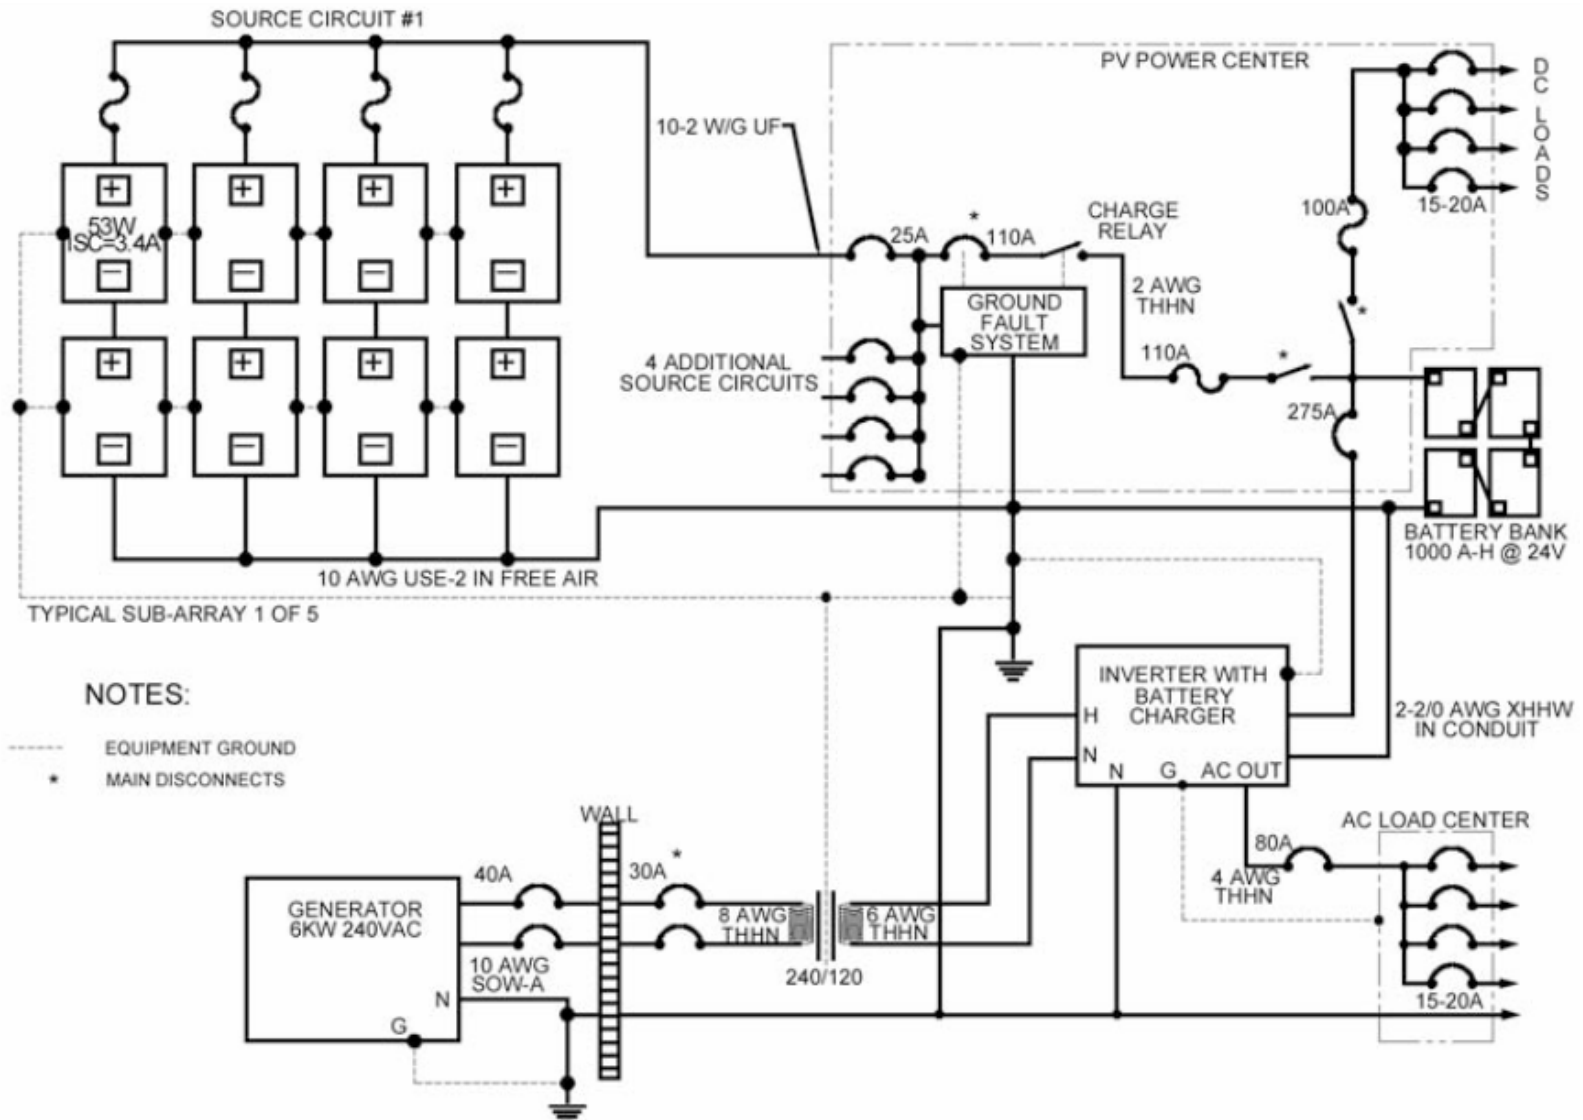 SOURCE CIRCUIT #1
PV POWER CENTER
DC LOADS
10-2 W/G UF
53W
ISC=3.4A
+
+
+
+
−
−
−
−
+
+
+
+
−
−
−
−
25A
*
110A
CHARGE
RELAY
100A
15-20A
*
2 AWG
THHN
GROUND
FAULT
SYSTEM
4 ADDITIONAL
SOURCE CIRCUITS
110A
*
275A
BATTERY BANK
1000 A-H @ 24V
10 AWG USE-2 IN FREE AIR
TYPICAL SUB-ARRAY 1 OF 5
NOTES:
EQUIPMENT GROUND
* MAIN DISCONNECTS
INVERTER WITH
BATTERY
CHARGER
H
N
N
G
AC OUT
2-2/0 AWG XHHW
IN CONDUIT
WALL
AC LOAD CENTER
40A
30A
*
80A
4 AWG
THHN
GENERATOR
6KW 240VAC
8 AWG
THHN
6 AWG
THHN
10 AWG
SOW-A
240/120
N
G
15-20A